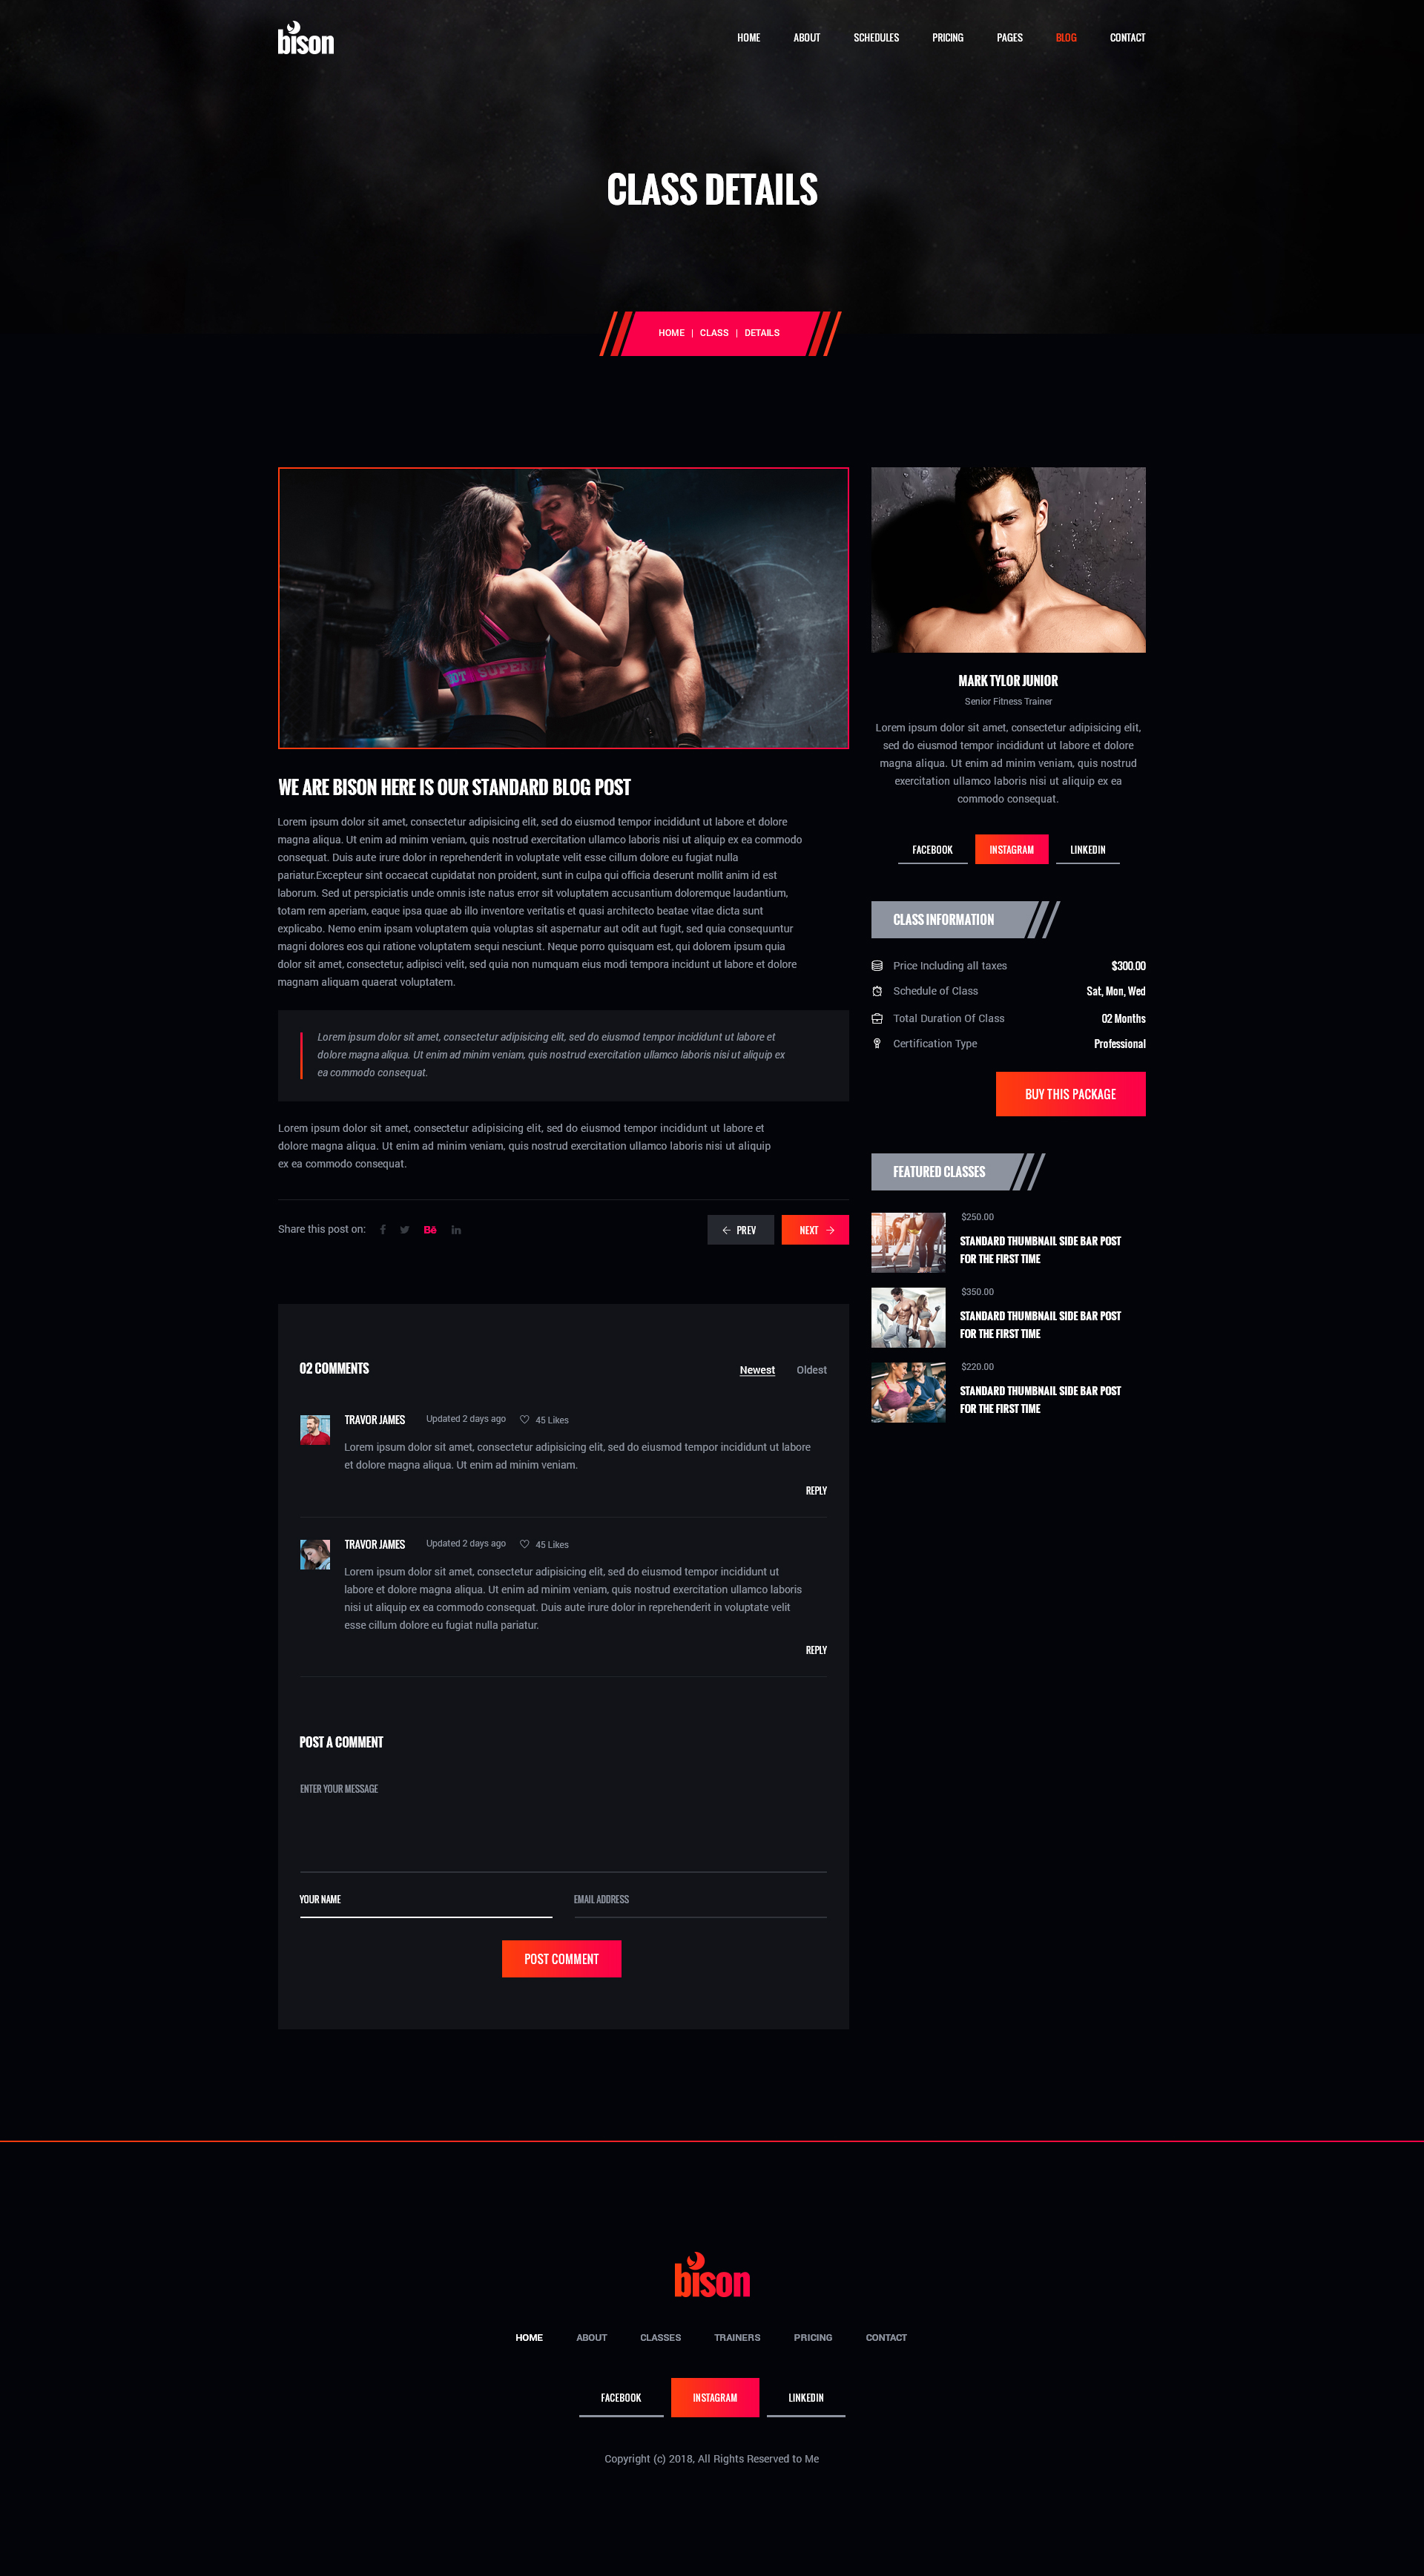 bison
HOME ABOUT SCHEDULES PRICING PAGES BLOG CONTACT
CLASS DETAILS
HOME | CLASS | DETAILS
WE ARE BISON HERE IS OUR STANDARD BLOG POST
Lorem ipsum dolor sit amet, consectetur adipisicing elit, sed do eiusmod tempor incididunt ut labore et dolore
magna aliqua. Ut enim ad minim veniam, quis nostrud exercitation ullamco laboris nisi ut aliquip ex ea commodo
consequat. Duis aute irure dolor in reprehenderit in voluptate velit esse cillum dolore eu fugiat nulla
pariatur.Excepteur sint occaecat cupidatat non proident, sunt in culpa qui officia deserunt mollit anim id est
laborum. Sed ut perspiciatis unde omnis iste natus error sit voluptatem accusantium doloremque laudantium,
totam rem aperiam, eaque ipsa quae ab illo inventore veritatis et quasi architecto beatae vitae dicta sunt
explicabo. Nemo enim ipsam voluptatem quia voluptas sit aspernatur aut odit aut fugit, sed quia consequuntur
magni dolores eos qui ratione voluptatem sequi nesciunt. Neque porro quisquam est, qui dolorem ipsum quia
dolor sit amet, consectetur, adipisci velit, sed quia non numquam eius modi tempora incidunt ut labore et dolore
magnam aliquam quaerat voluptatem.
Lorem ipsum dolor sit amet, consectetur adipisicing elit, sed do eiusmod tempor incididunt ut labore et
dolore magna aliqua. Ut enim ad minim veniam, quis nostrud exercitation ullamco laboris nisi ut aliquip ex
ea commodo consequat.
Lorem ipsum dolor sit amet, consectetur adipisicing elit, sed do eiusmod tempor incididunt ut labore et
dolore magna aliqua. Ut enim ad minim veniam, quis nostrud exercitation ullamco laboris nisi ut aliquip
ex ea commodo consequat.
Share this post on:
PREV NEXT
02 COMMENTS
Newest Oldest
TRAVOR JAMES Updated 2 days ago 45 Likes
Lorem ipsum dolor sit amet, consectetur adipisicing elit, sed do eiusmod tempor incididunt ut labore
et dolore magna aliqua. Ut enim ad minim veniam.
REPLY
TRAVOR JAMES Updated 2 days ago 45 Likes
Lorem ipsum dolor sit amet, consectetur adipisicing elit, sed do eiusmod tempor incididunt ut
labore et dolore magna aliqua. Ut enim ad minim veniam, quis nostrud exercitation ullamco laboris
nisi ut aliquip ex ea commodo consequat. Duis aute irure dolor in reprehenderit in voluptate velit
esse cillum dolore eu fugiat nulla pariatur.
REPLY
POST A COMMENT
ENTER YOUR MESSAGE
YOUR NAME EMAIL ADDRESS
POST COMMENT
MARK TYLOR JUNIOR
Senior Fitness Trainer
Lorem ipsum dolor sit amet, consectetur adipisicing elit,
sed do eiusmod tempor incididunt ut labore et dolore
magna aliqua. Ut enim ad minim veniam, quis nostrud
exercitation ullamco laboris nisi ut aliquip ex ea
commodo consequat.
FACEBOOK INSTAGRAM LINKEDIN
CLASS INFORMATION
Price Including all taxes $300.00
Schedule of Class Sat, Mon, Wed
Total Duration Of Class 02 Months
Certification Type Professional
BUY THIS PACKAGE
FEATURED CLASSES
$250.00
STANDARD THUMBNAIL SIDE BAR POST
FOR THE FIRST TIME
$350.00
STANDARD THUMBNAIL SIDE BAR POST
FOR THE FIRST TIME
$220.00
STANDARD THUMBNAIL SIDE BAR POST
FOR THE FIRST TIME
bison
HOME ABOUT CLASSES TRAINERS PRICING CONTACT
FACEBOOK INSTAGRAM LINKEDIN
Copyright (c) 2018, All Rights Reserved to Me